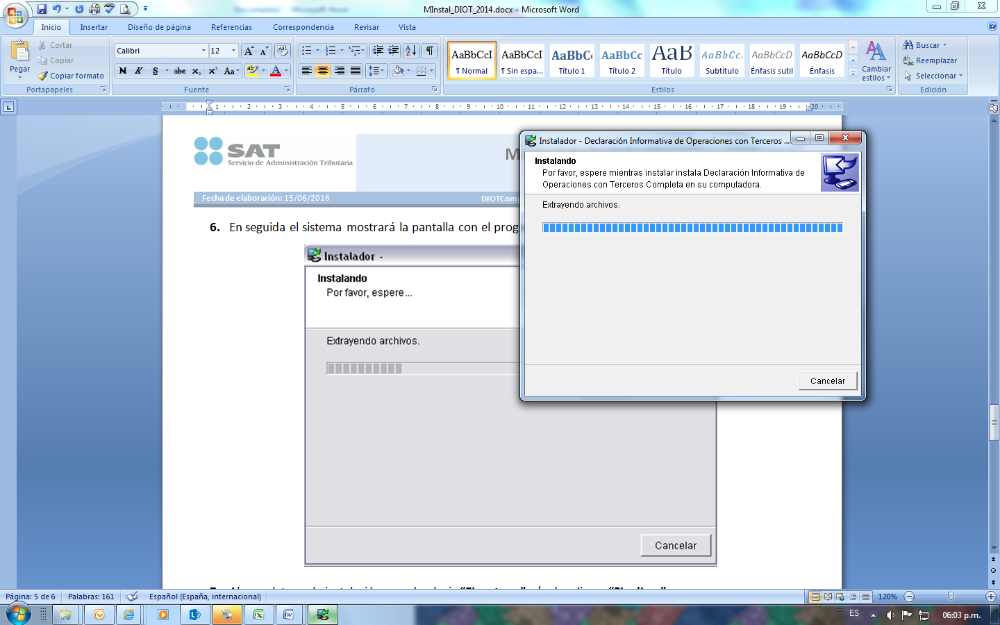 MInstal_DIOT_2014.docx - Microsoft Word
Inicio
Insertar
Diseño de página
Referencias
Correspondencia
Revisar
Vista
Pegar
Cortar
Copiar
Copiar formato
Portapapeles
Calibri
12
N K S abc x₂ x² Aa
Fuente
Párrafo
AaBbCcI
¶ Normal
AaBbCcI
¶ Sin espa...
AaBbCc
Título 1
AaBbCc
Título 2
AaB
Título
AaBbCc.
Subtítulo
AaBbCcD
Énfasis sutil
AaBbCcD
Énfasis
Cambiar estilos
Estilos
Buscar
Reemplazar
Seleccionar
Edición
1 2 3 4 5 6 7 8 9 10 11 12 13 14 15 16 17 18 19 20
SAT
Servicio de Administración Tributaria
Fecha de elaboración: 15/06/2016
DIOTComp
6. En seguida el sistema mostrará la pantalla con el prog
Instalador -
Instalando
Por favor, espere...
Extrayendo archivos.
Cancelar
Instalador - Declaración Informativa de Operaciones con Terceros ...
Instalando
Por favor, espere mientras instalar instala Declaración Informativa de
Operaciones con Terceros Completa en su computadora.
Extrayendo archivos.
Cancelar
Página: 5 de 6
Palabras: 161
Español (España, internacional)
120%
ES
06:03 p.m.